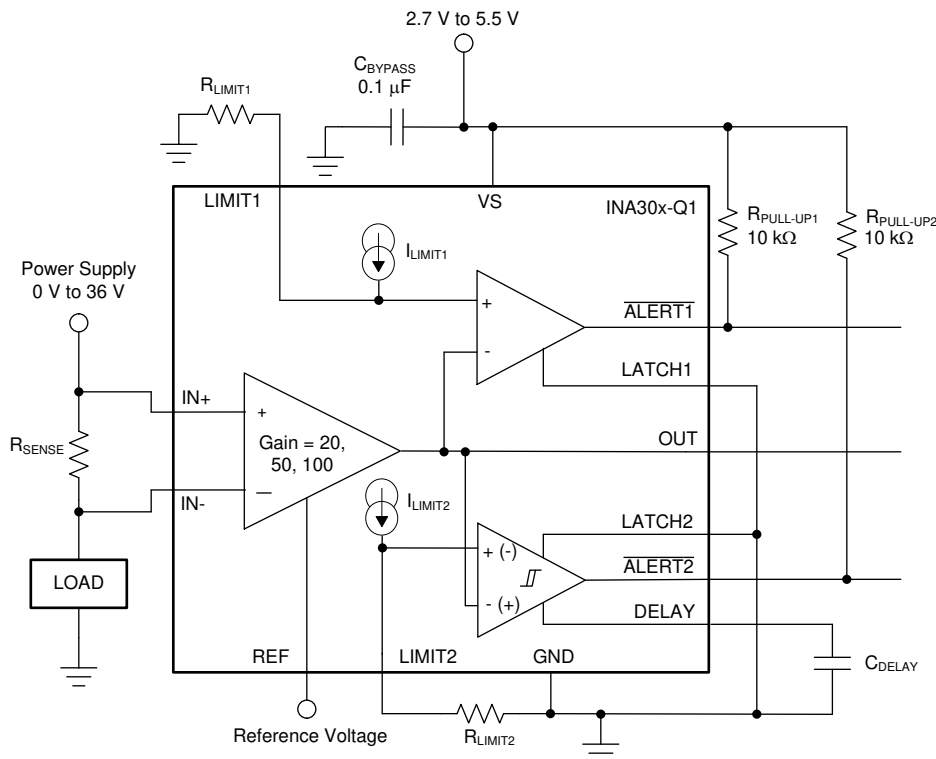 2.7 V to 5.5 V
CBYPASS
0.1 μF
RLIMIT1
LIMIT1
VS
INA30x-Q1
RPULL-UP1
10 kΩ
RPULL-UP2
10 kΩ
ILIMIT1
Power Supply
0 V to 36 V
+
-
ALERT1
LATCH1
IN+
+
RSENSE
Gain = 20,
50, 100
OUT
IN-
–
ILIMIT2
LATCH2
+ (-)
ALERT2
LOAD
- (+)
DELAY
REF
LIMIT2
GND
CDELAY
Reference Voltage
RLIMIT2